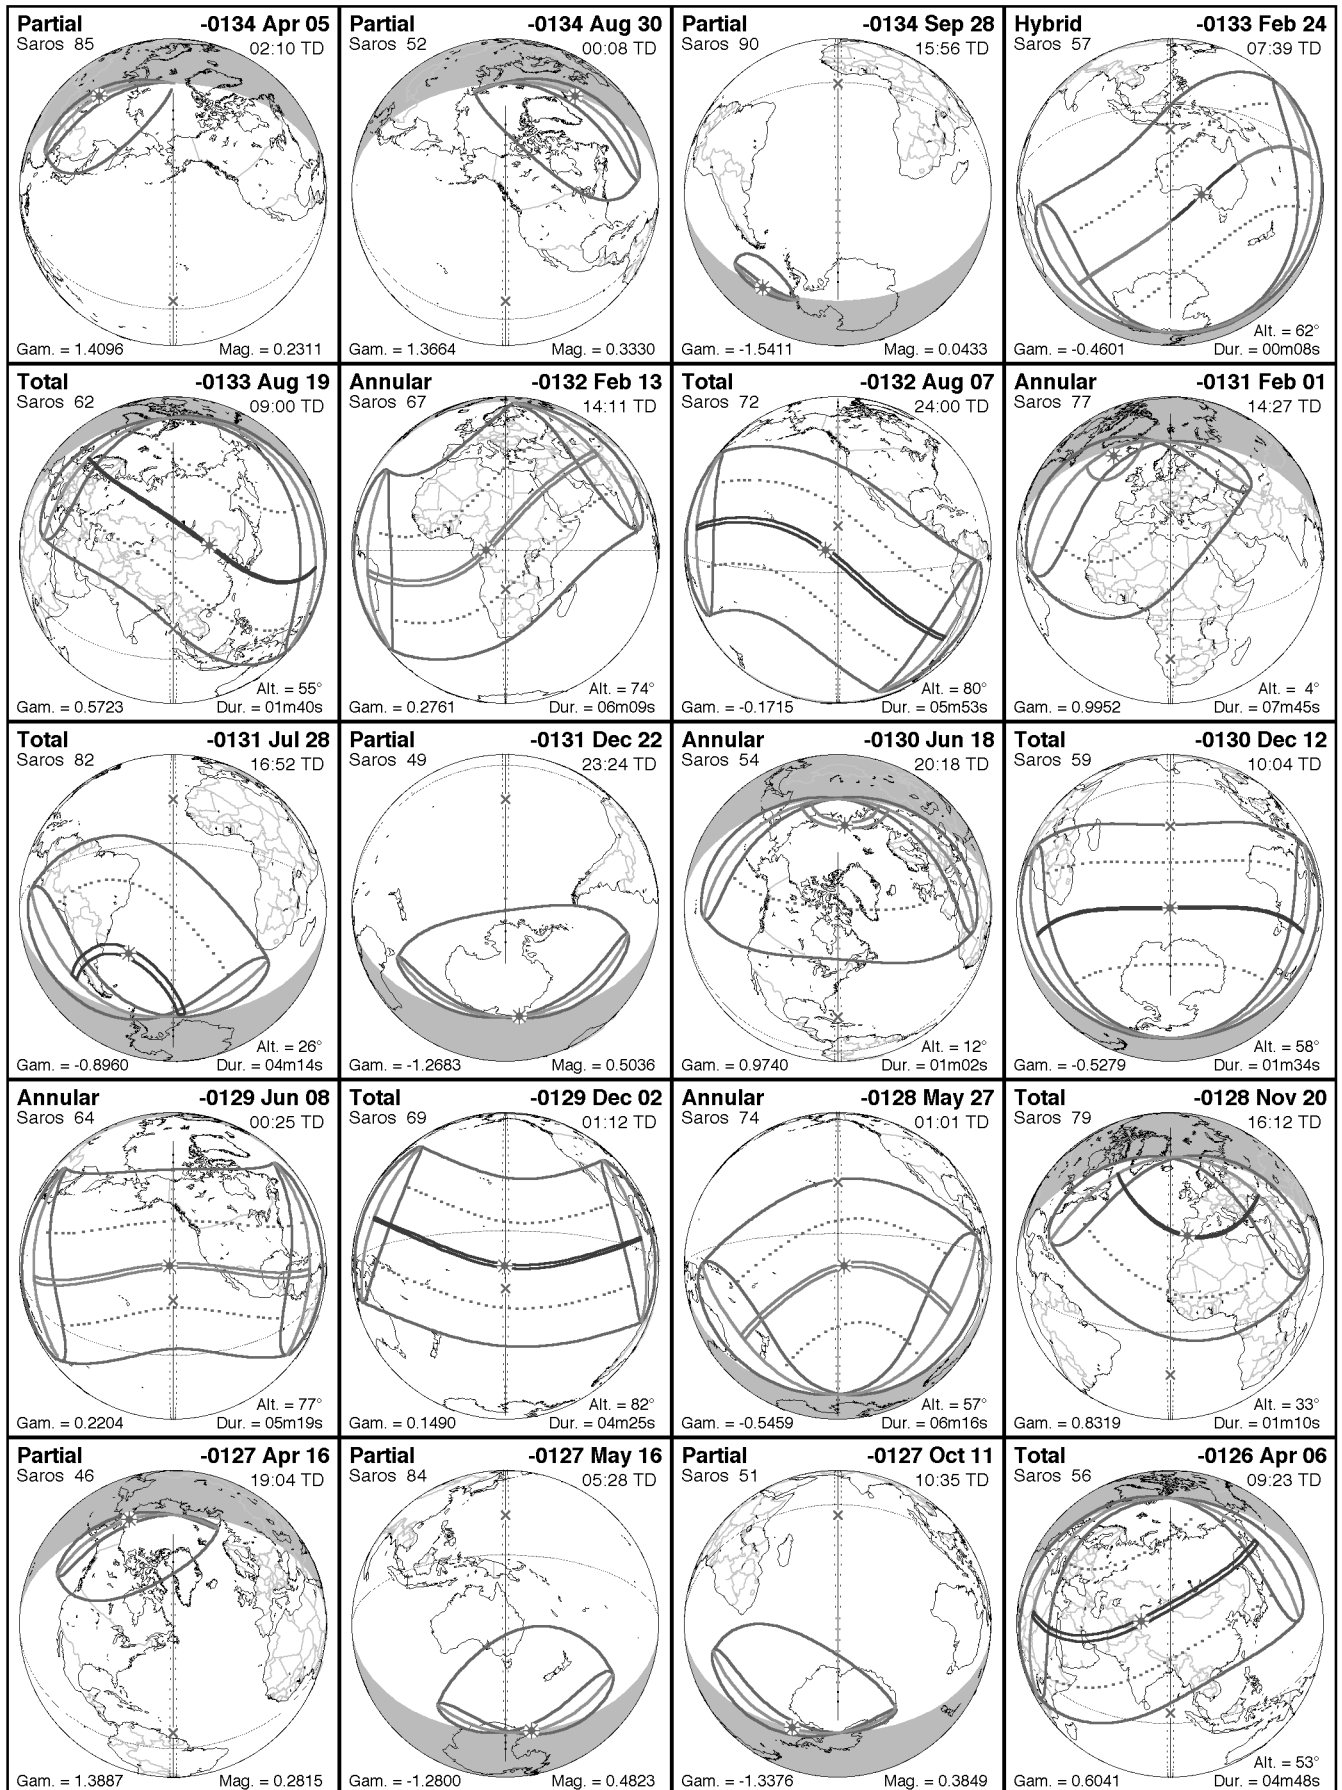 Partial -0134 Apr 05
Saros 85 02:10 TD
Gam. = 1.4096 Mag. = 0.2311
Partial -0134 Aug 30
Saros 52 00:08 TD
Gam. = 1.3664 Mag. = 0.3330
Partial -0134 Sep 28
Saros 90 15:56 TD
Gam. = -1.5411 Mag. = 0.0433
Hybrid -0133 Feb 24
Saros 57 07:39 TD
Alt. = 62°
Gam. = -0.4601 Dur. = 00m08s
Total -0133 Aug 19
Saros 62 09:00 TD
Alt. = 55°
Gam. = 0.5723 Dur. = 01m40s
Annular -0132 Feb 13
Saros 67 14:11 TD
Alt. = 74°
Gam. = 0.2761 Dur. = 06m09s
Total -0132 Aug 07
Saros 72 24:00 TD
Alt. = 80°
Gam. = -0.1715 Dur. = 05m53s
Annular -0131 Feb 01
Saros 77 14:27 TD
Alt. = 4°
Gam. = 0.9952 Dur. = 07m45s
Total -0131 Jul 28
Saros 82 16:52 TD
Alt. = 26°
Gam. = -0.8960 Dur. = 04m14s
Partial -0131 Dec 22
Saros 49 23:24 TD
Gam. = -1.2683 Mag. = 0.5036
Annular -0130 Jun 18
Saros 54 20:18 TD
Alt. = 12°
Gam. = 0.9740 Dur. = 01m02s
Total -0130 Dec 12
Saros 59 10:04 TD
Alt. = 58°
Gam. = -0.5279 Dur. = 01m34s
Annular -0129 Jun 08
Saros 64 00:25 TD
Alt. = 77°
Gam. = 0.2204 Dur. = 05m19s
Total -0129 Dec 02
Saros 69 01:12 TD
Alt. = 82°
Gam. = 0.1490 Dur. = 04m25s
Annular -0128 May 27
Saros 74 01:01 TD
Alt. = 57°
Gam. = -0.5459 Dur. = 06m16s
Total -0128 Nov 20
Saros 79 16:12 TD
Alt. = 33°
Gam. = 0.8319 Dur. = 01m10s
Partial -0127 Apr 16
Saros 46 19:04 TD
Gam. = 1.3887 Mag. = 0.2815
Partial -0127 May 16
Saros 84 05:28 TD
Gam. = -1.2800 Mag. = 0.4823
Partial -0127 Oct 11
Saros 51 10:35 TD
Gam. = -1.3376 Mag. = 0.3849
Total -0126 Apr 06
Saros 56 09:23 TD
Alt. = 53°
Gam. = 0.6041 Dur. = 04m48s